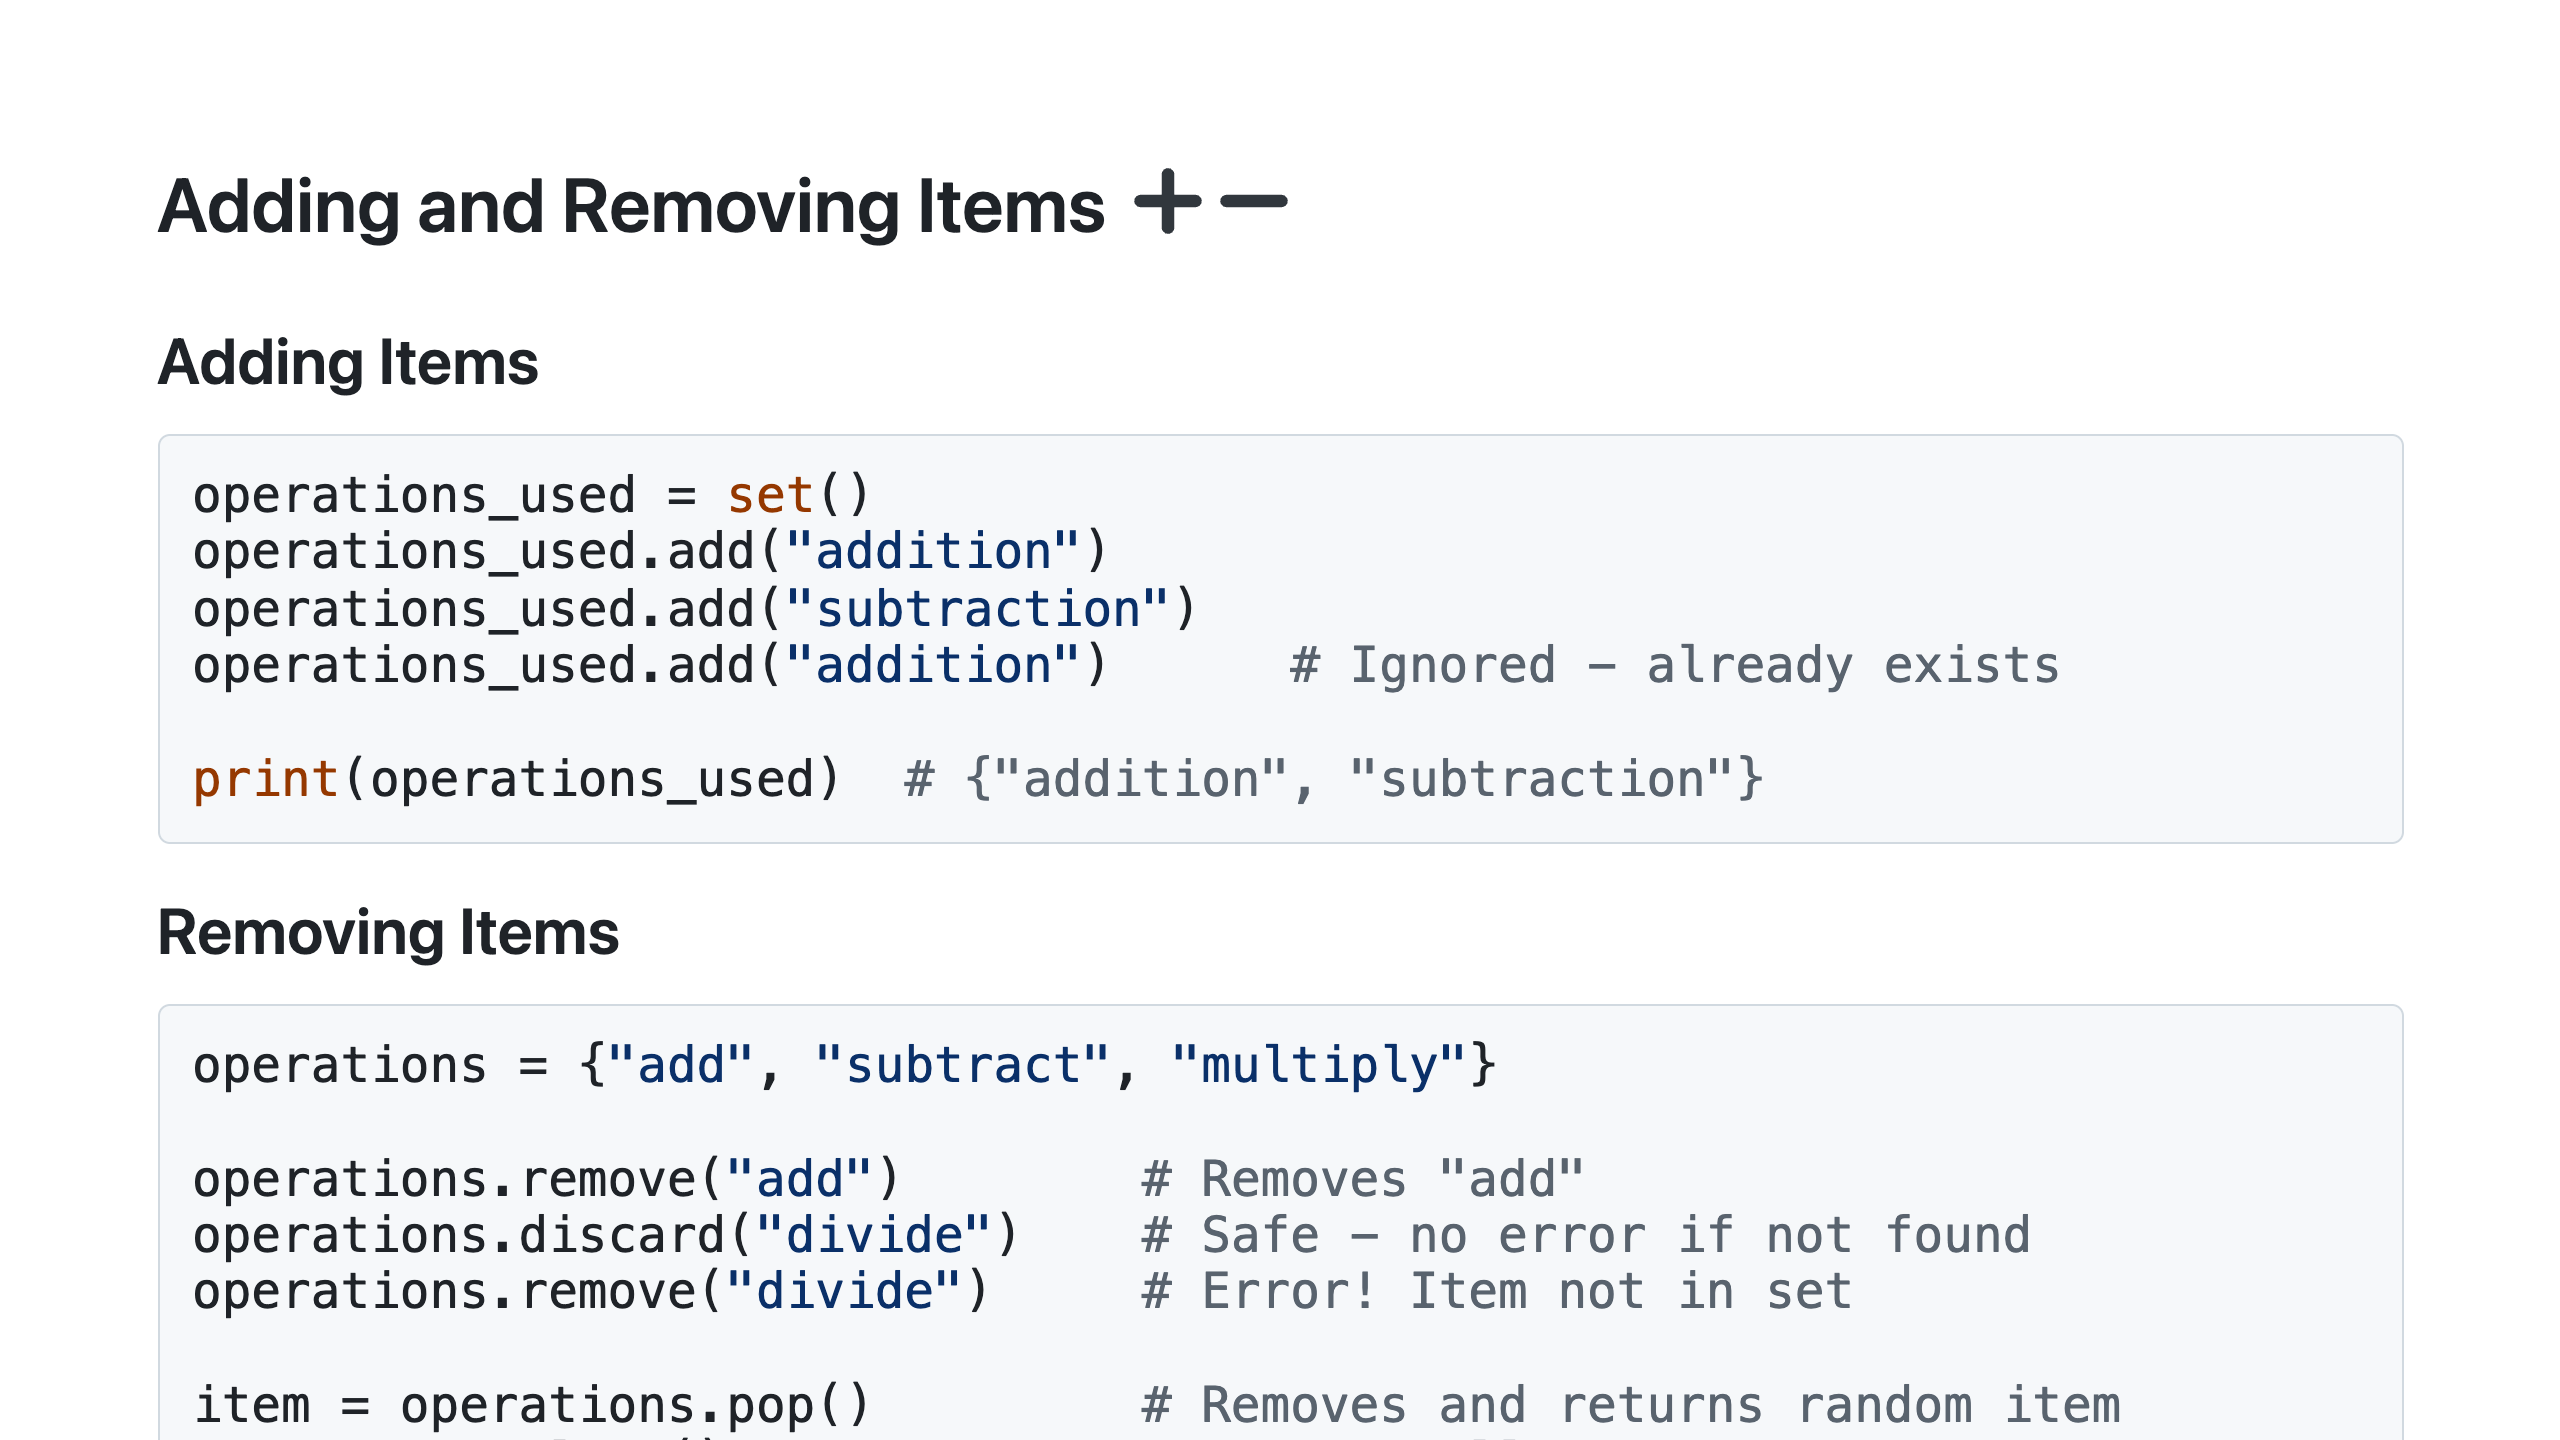 Adding and Removing Items ➕➖
Adding Items
operations_used = set()
operations_used.add("addition")
operations_used.add("subtraction")
operations_used.add("addition")      # Ignored - already exists
print(operations_used)  # {"addition", "subtraction"}
Removing Items
operations = {"add", "subtract", "multiply"}
operations.remove("add")        # Removes "add"
operations.discard("divide")    # Safe - no error if not found
operations.remove("divide")     # Error! Item not in set
item = operations.pop()         # Removes and returns random item